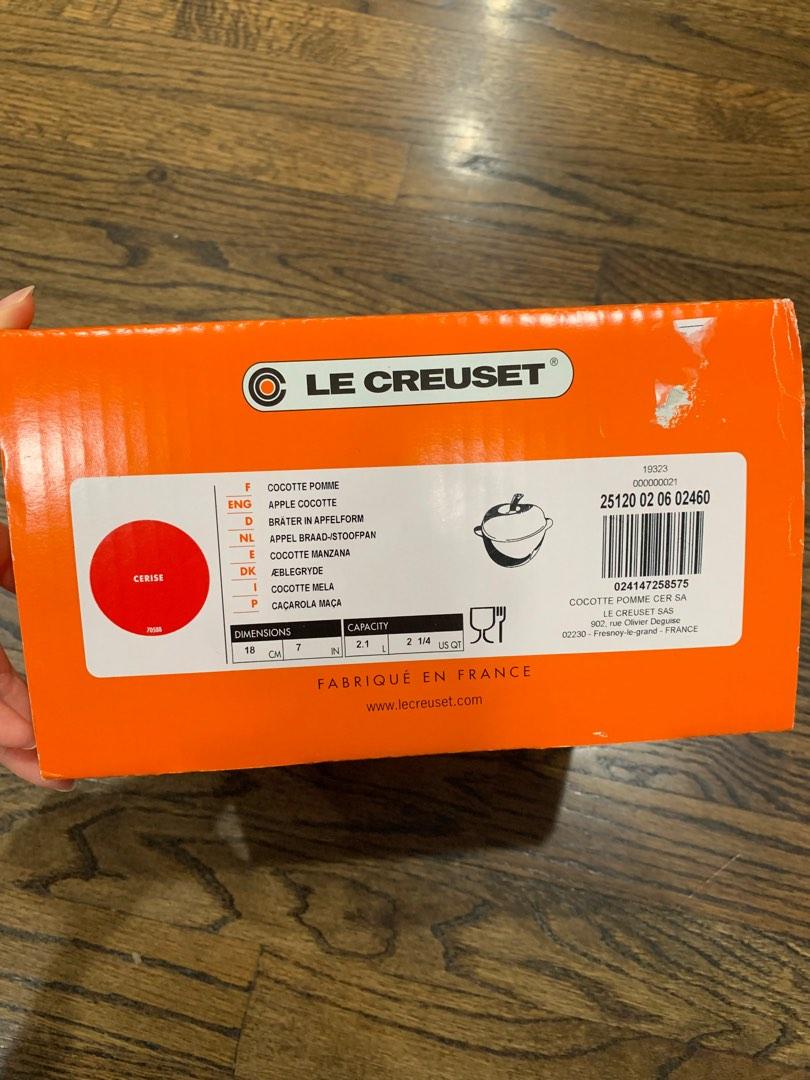 LE CREUSET®
F COCOTTE POMME
ENG APPLE COCOTTE
D BRÄTER IN APFELFORM
NL APPEL BRAAD-/STOOFPAN
E COCOTTE MANZANA
DK ÆBLEGRYDE
I COCOTTE MELA
P CAÇAROLA MAÇA
CERISE
DIMENSIONS CAPACITY
18 CM 7 IN 2.1 L 2 1/4 US QT
19323
000000021
25120 02 06 02460
024147258575
COCOTTE POMME CER SA
LE CREUSET SAS
902, rue Olivier Deguise
02230 - Fresnoy-le-grand - FRANCE
FABRIQUÉ EN FRANCE
www.lecreuset.com